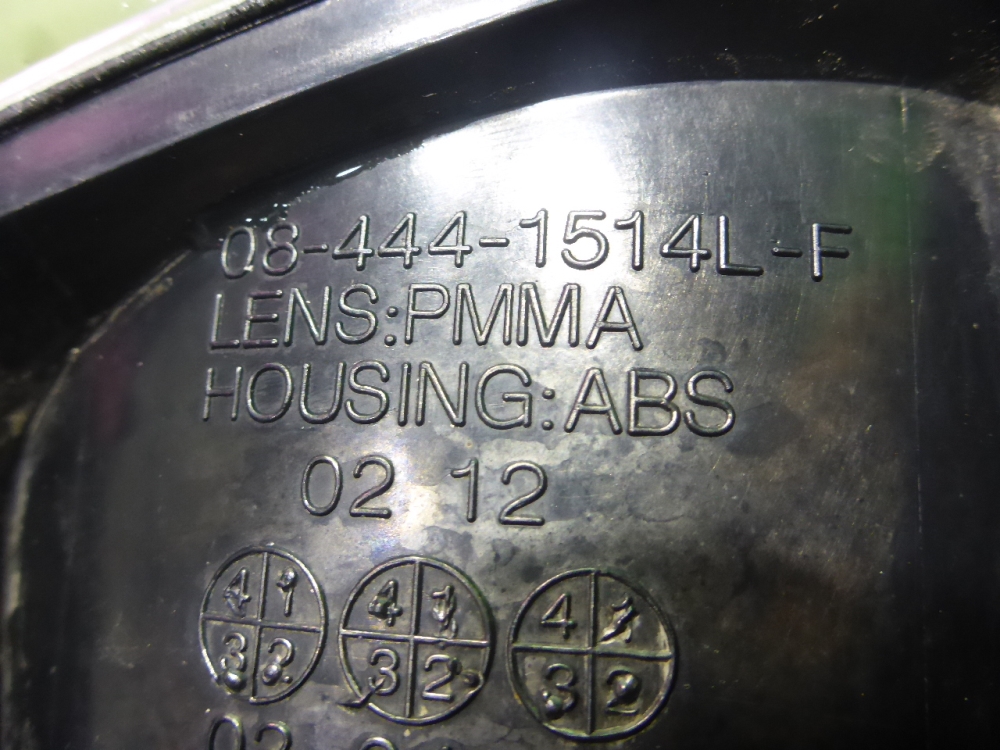 08-444-1514L-F
LENS:PMMA
HOUSING:ABS
02 12
4 1 4 1 4 1
3 2 3 2 3 2